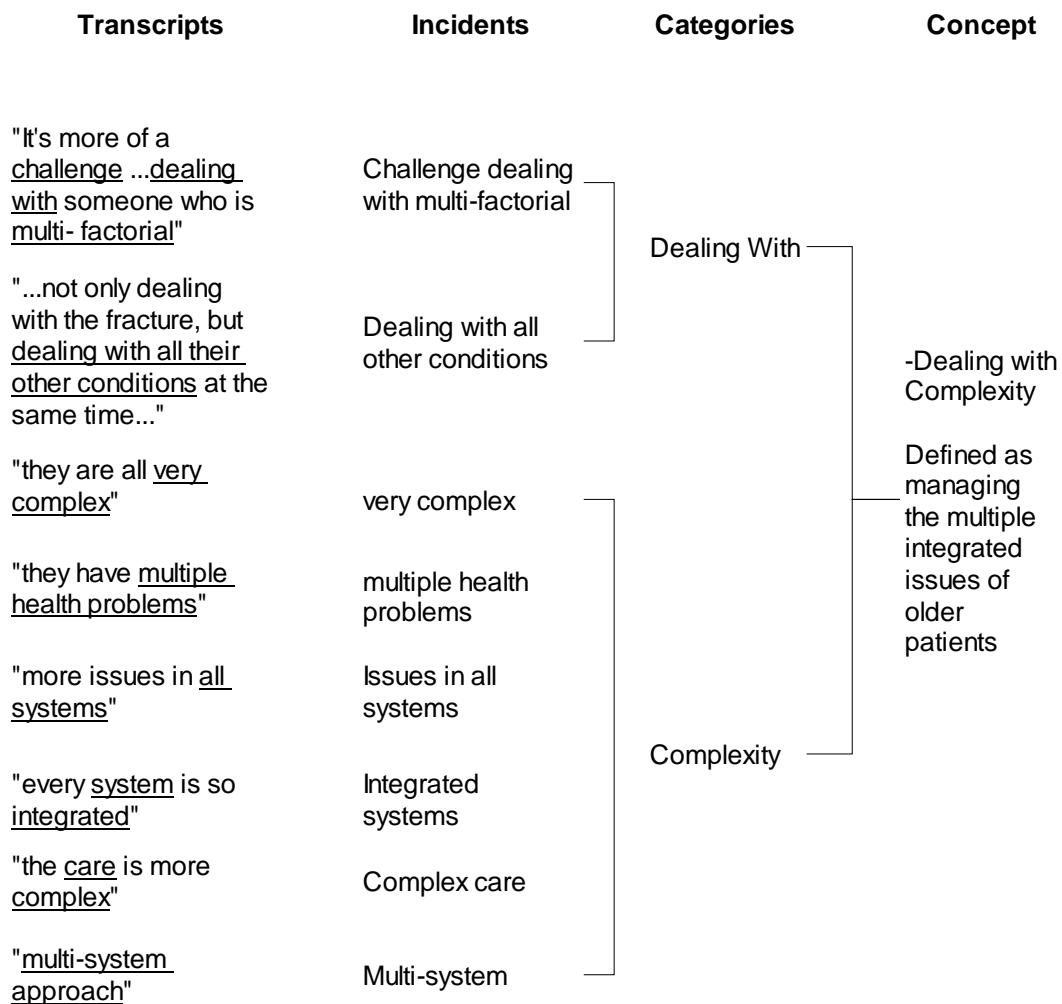 Transcripts Incidents Categories Concept
"It's more of a
challenge ...dealing
with someone who is
multi- factorial"
Challenge dealing
with multi-factorial
"...not only dealing
with the fracture, but
dealing with all their
other conditions at the
same time..."
Dealing with all
other conditions
"they are all very
complex"
very complex
"they have multiple
health problems"
multiple health
problems
"more issues in all
systems"
Issues in all
systems
"every system is so
integrated"
Integrated
systems
"the care is more
complex"
Complex care
"multi-system
approach"
Multi-system
Dealing With
Complexity
-Dealing with
Complexity
Defined as
managing
the multiple
integrated
issues of
older
patients